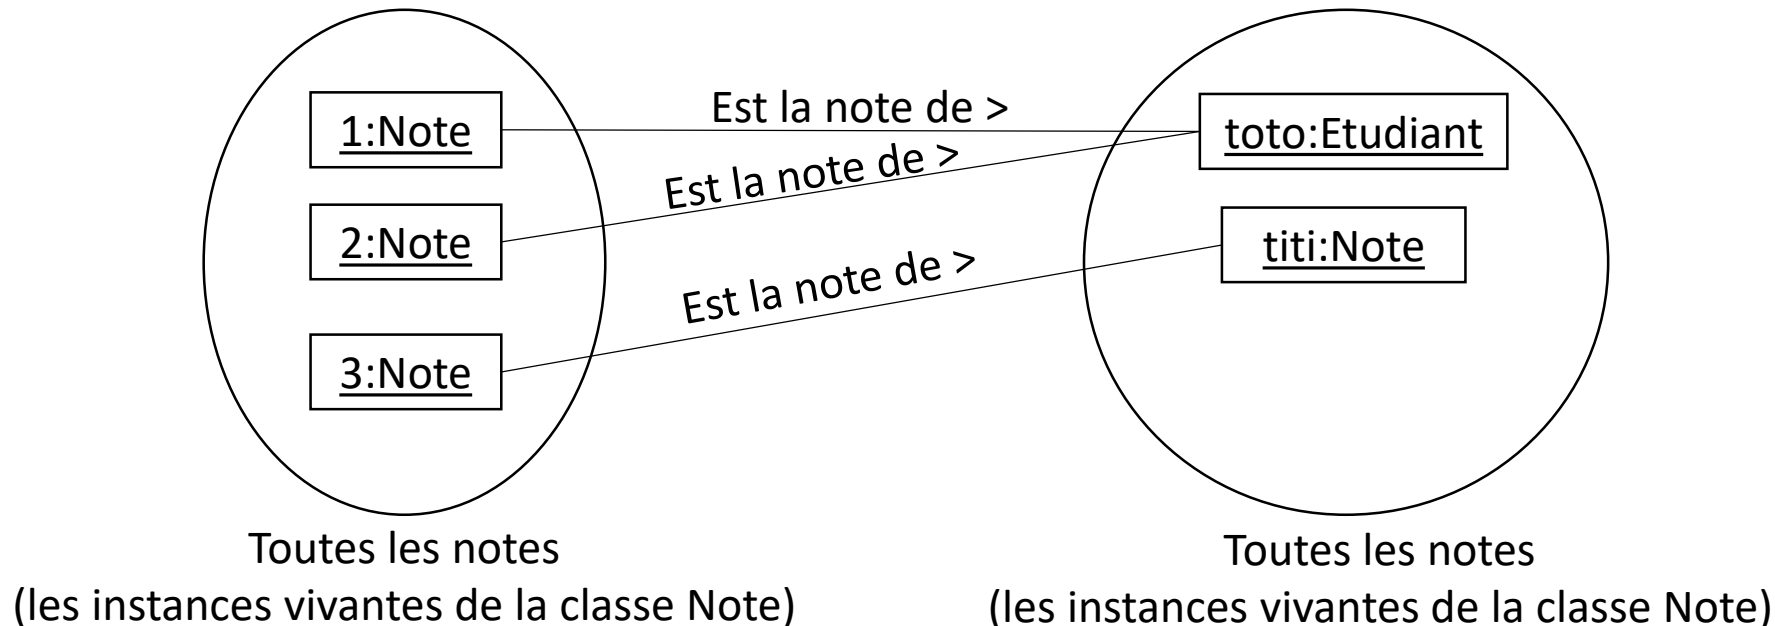 1:Note
Est la note de >
toto:Etudiant
2:Note
Est la note de >
titi:Note
3:Note
Est la note de >
Toutes les notes
(les instances vivantes de la classe Note)
Toutes les notes
(les instances vivantes de la classe Note)